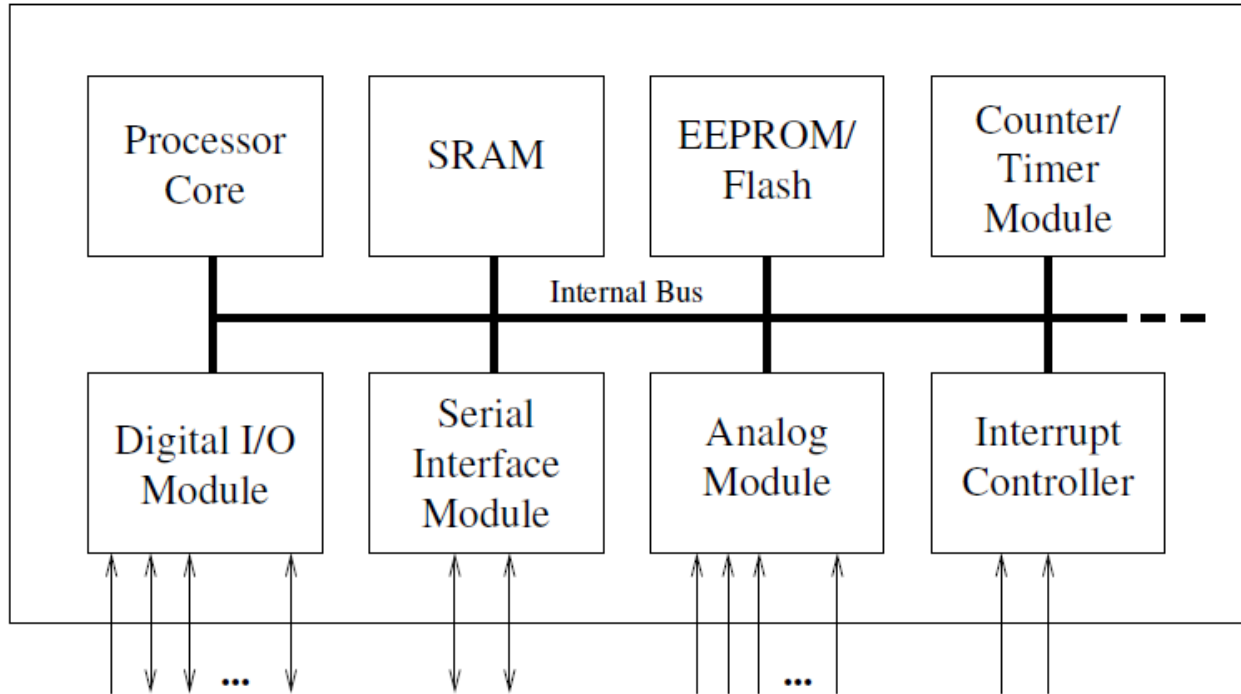 Processor
Core
SRAM
EEPROM/
Flash
Counter/
Timer
Module
Internal Bus
Digital I/O
Module
Serial
Interface
Module
Analog
Module
Interrupt
Controller
...
...